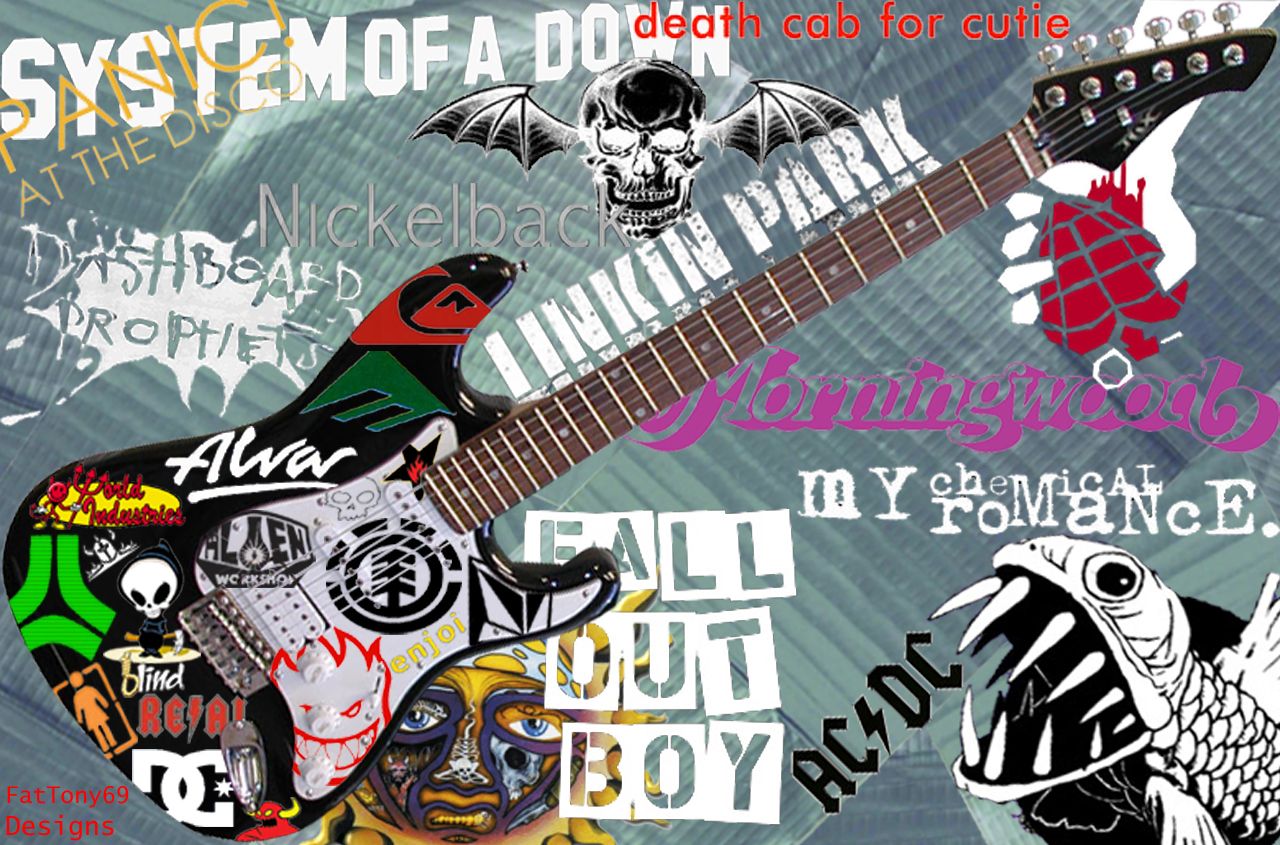 SYSTEM OF A DOWN
PANIC!
AT THE DISCO
death cab for cutie
Nickelback
LINKIN PARK
DASHBOARD
PROPHETS
Morningwood
my chemical
romance.
Alva
World
Industries
ALIEN
WORKSHOP
enjoi
blind
DC
FALL
OUT
BOY
AC DC
FatTony69
Designs